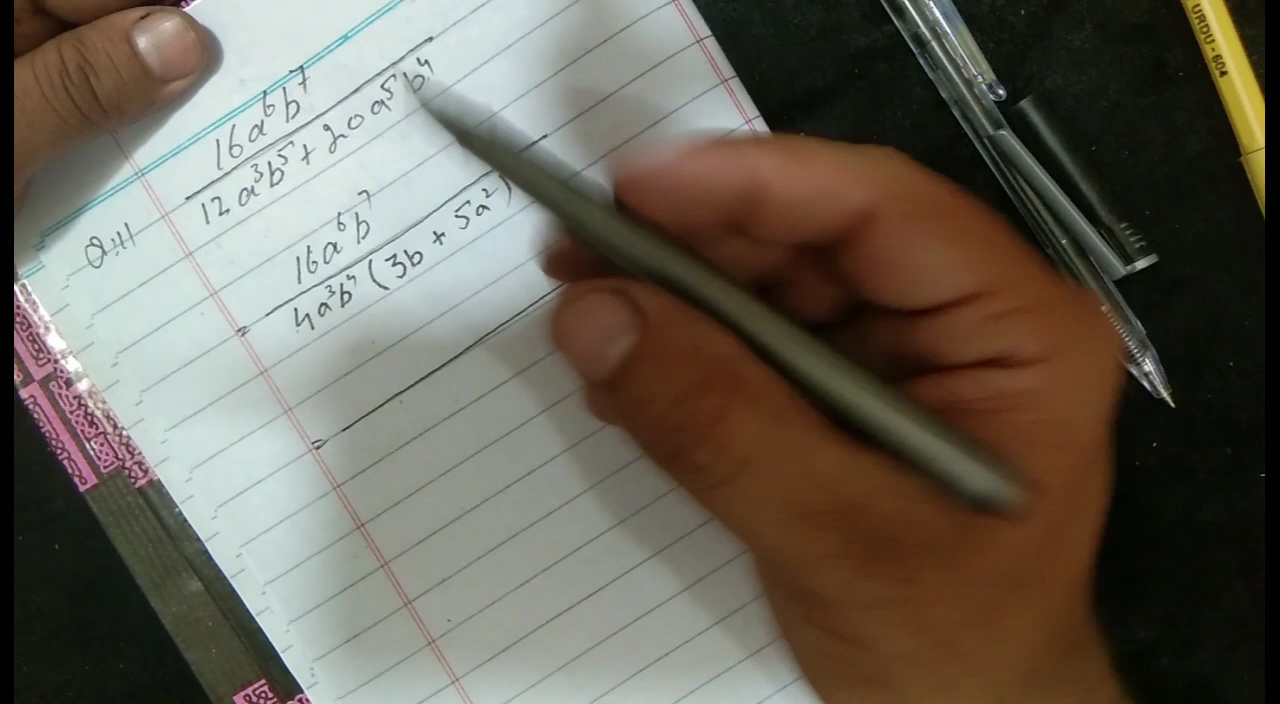 16a⁶b⁷
12a³b⁵ + 20a⁵b⁴
Q:11
16a⁶b⁷
4a³b⁴ (3b + 5a²)
URDU - 604